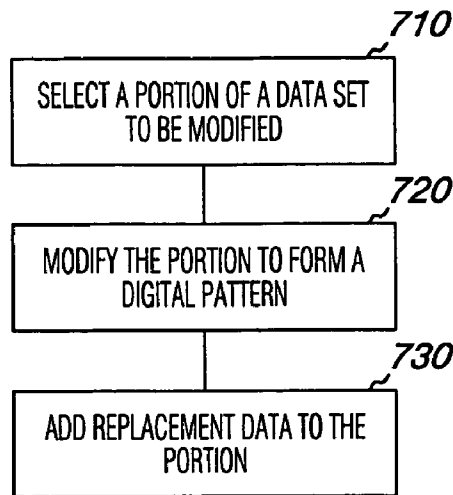 710
SELECT A PORTION OF A DATA SET
TO BE MODIFIED
720
MODIFY THE PORTION TO FORM A
DIGITAL PATTERN
730
ADD REPLACEMENT DATA TO THE
PORTION